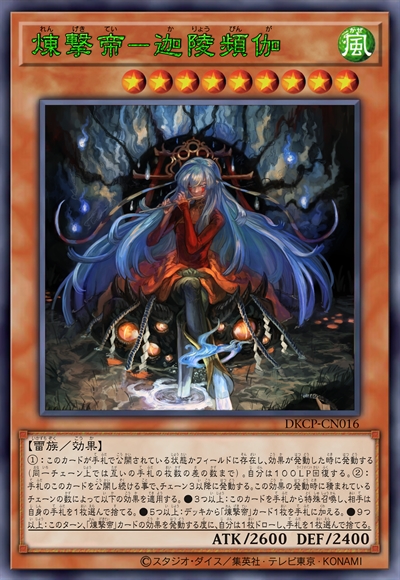 煉撃帝－迦陵頻伽
風
DKCP-CN016
【雷族／効果】
①：このカードが手札で公開されている状態かフィールドに存在し、効果が発動した時に発動する
(同一チェーン上では互いの手札の枚数の差の数まで)。自分は１００ＬＰ回復する。②：
手札のこのカードを公開し続ける事で、チェーン３以降に発動する。この効果の発動時に積まれている
チェーンの数によって以下の効果を適用する。●３つ以上：このカードを手札から特殊召喚し、相手は
自身の手札を１枚選んで捨てる。●５つ以上：デッキから「煉撃帝」カード１枚を手札に加える。●９つ
以上：このターン、「煉撃帝」カードの効果を発動する度に、自分は１枚ドローし、手札を１枚選んで捨てる。
ATK/2600 DEF/2400
©スタジオ・ダイス／集英社・テレビ東京・KONAMI